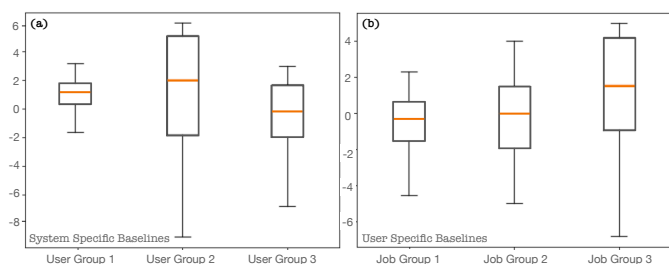 (a)
6
4
2
0
-2
-4
-6
-8
System Specific Baselines
User Group 1 User Group 2 User Group 3
(b)
4
2
0
-2
-4
-6
User Specific Baselines
Job Group 1 Job Group 2 Job Group 3